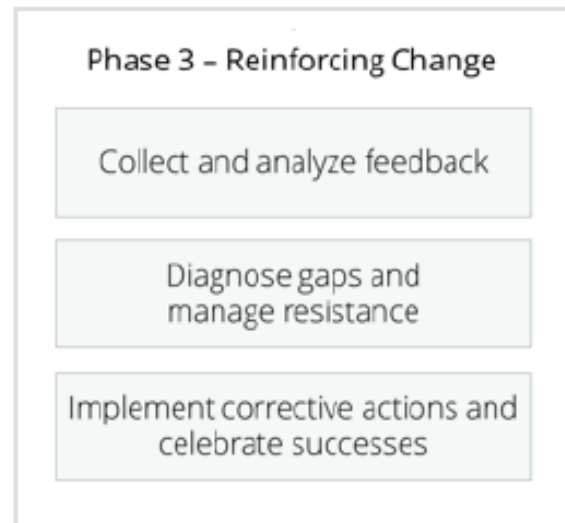 Phase 3 – Reinforcing Change
Collect and analyze feedback
Diagnose gaps and
manage resistance
Implement corrective actions and
celebrate successes